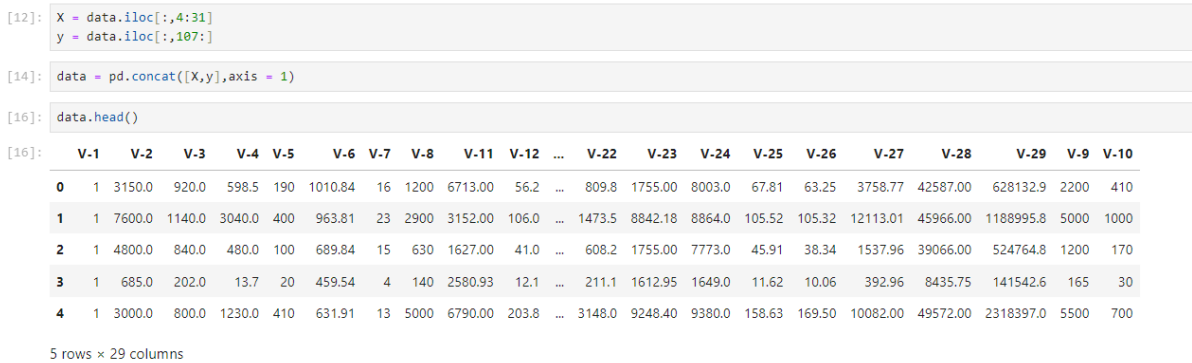 [12]: X = data.iloc[:,4:31]
y = data.iloc[:,107:]
[14]: data = pd.concat([X,y],axis = 1)
[16]: data.head()
[16]: V-1 V-2 V-3 V-4 V-5 V-6 V-7 V-8 V-11 V-12 ... V-22 V-23 V-24 V-25 V-26 V-27 V-28 V-29 V-9 V-10
0 1 3150.0 920.0 598.5 190 1010.84 16 1200 6713.00 56.2 ... 809.8 1755.00 8003.0 67.81 63.25 3758.77 42587.00 628132.9 2200 410
1 1 7600.0 1140.0 3040.0 400 963.81 23 2900 3152.00 106.0 ... 1473.5 8842.18 8864.0 105.52 105.32 12113.01 45966.00 1188995.8 5000 1000
2 1 4800.0 840.0 480.0 100 689.84 15 630 1627.00 41.0 ... 608.2 1755.00 7773.0 45.91 38.34 1537.96 39066.00 524764.8 1200 170
3 1 685.0 202.0 13.7 20 459.54 4 140 2580.93 12.1 ... 211.1 1612.95 1649.0 11.62 10.06 392.96 8435.75 141542.6 165 30
4 1 3000.0 800.0 1230.0 410 631.91 13 5000 6790.00 203.8 ... 3148.0 9248.40 9380.0 158.63 169.50 10082.00 49572.00 2318397.0 5500 700
5 rows × 29 columns